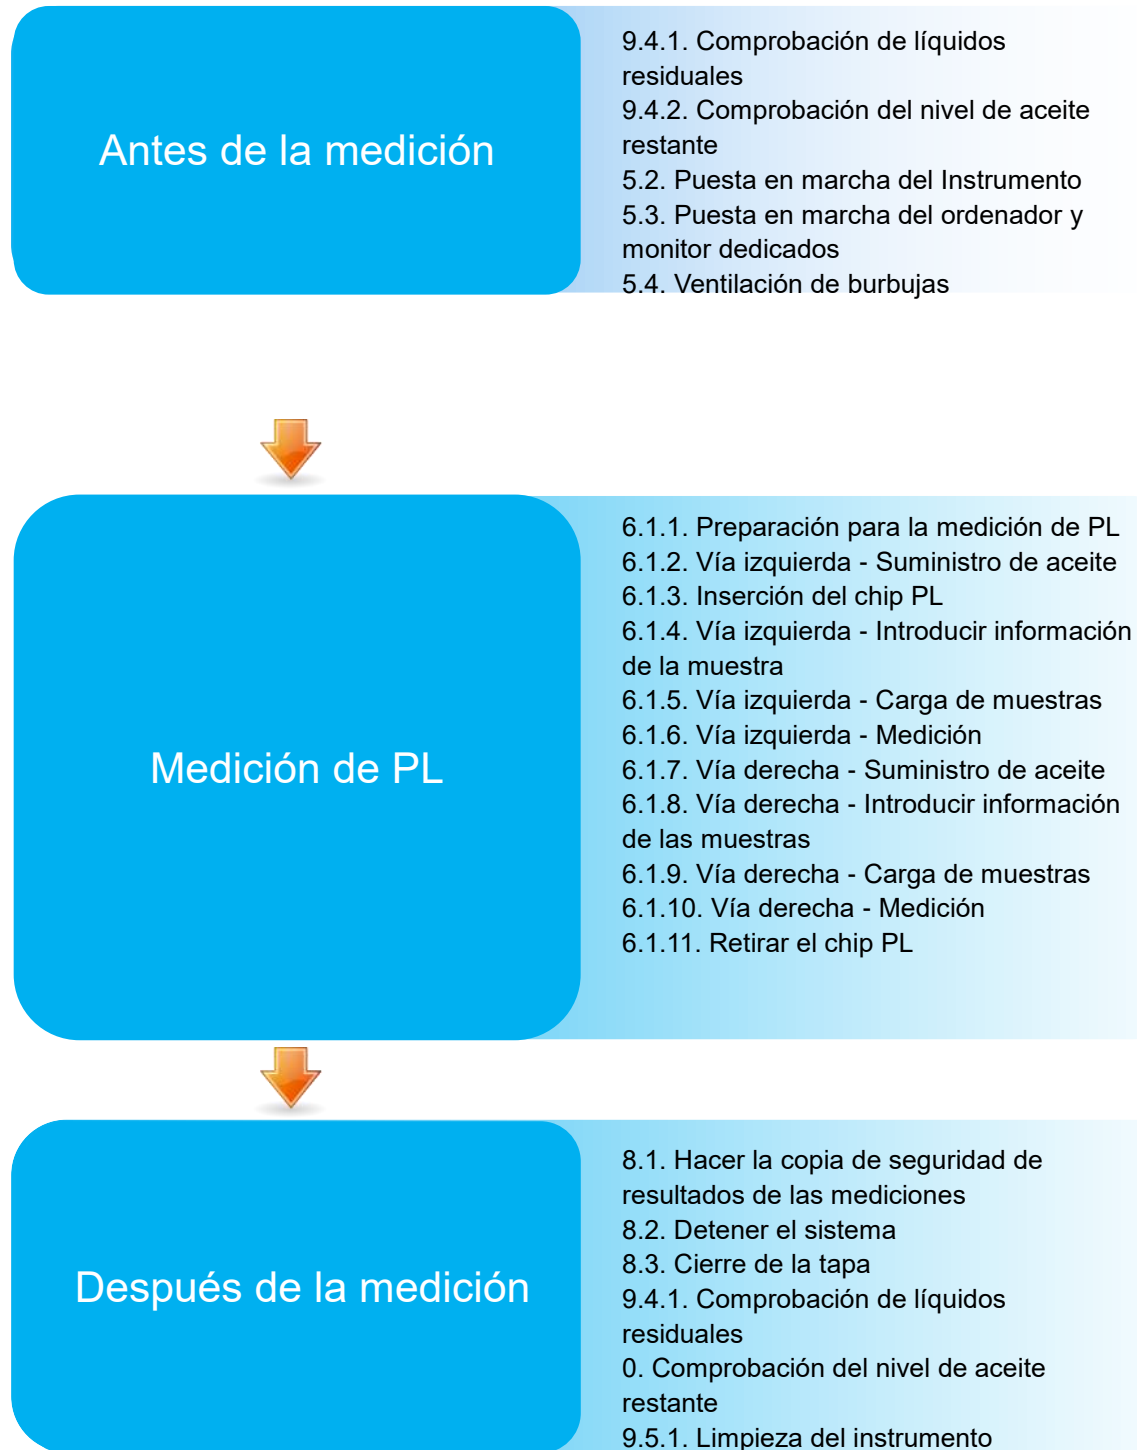 Antes de la medición
9.4.1. Comprobación de líquidos
residuales
9.4.2. Comprobación del nivel de aceite
restante
5.2. Puesta en marcha del Instrumento
5.3. Puesta en marcha del ordenador y
monitor dedicados
5.4. Ventilación de burbujas
Medición de PL
6.1.1. Preparación para la medición de PL
6.1.2. Vía izquierda - Suministro de aceite
6.1.3. Inserción del chip PL
6.1.4. Vía izquierda - Introducir información
de la muestra
6.1.5. Vía izquierda - Carga de muestras
6.1.6. Vía izquierda - Medición
6.1.7. Vía derecha - Suministro de aceite
6.1.8. Vía derecha - Introducir información
de las muestras
6.1.9. Vía derecha - Carga de muestras
6.1.10. Vía derecha - Medición
6.1.11. Retirar el chip PL
Después de la medición
8.1. Hacer la copia de seguridad de
resultados de las mediciones
8.2. Detener el sistema
8.3. Cierre de la tapa
9.4.1. Comprobación de líquidos
residuales
0. Comprobación del nivel de aceite
restante
9.5.1. Limpieza del instrumento